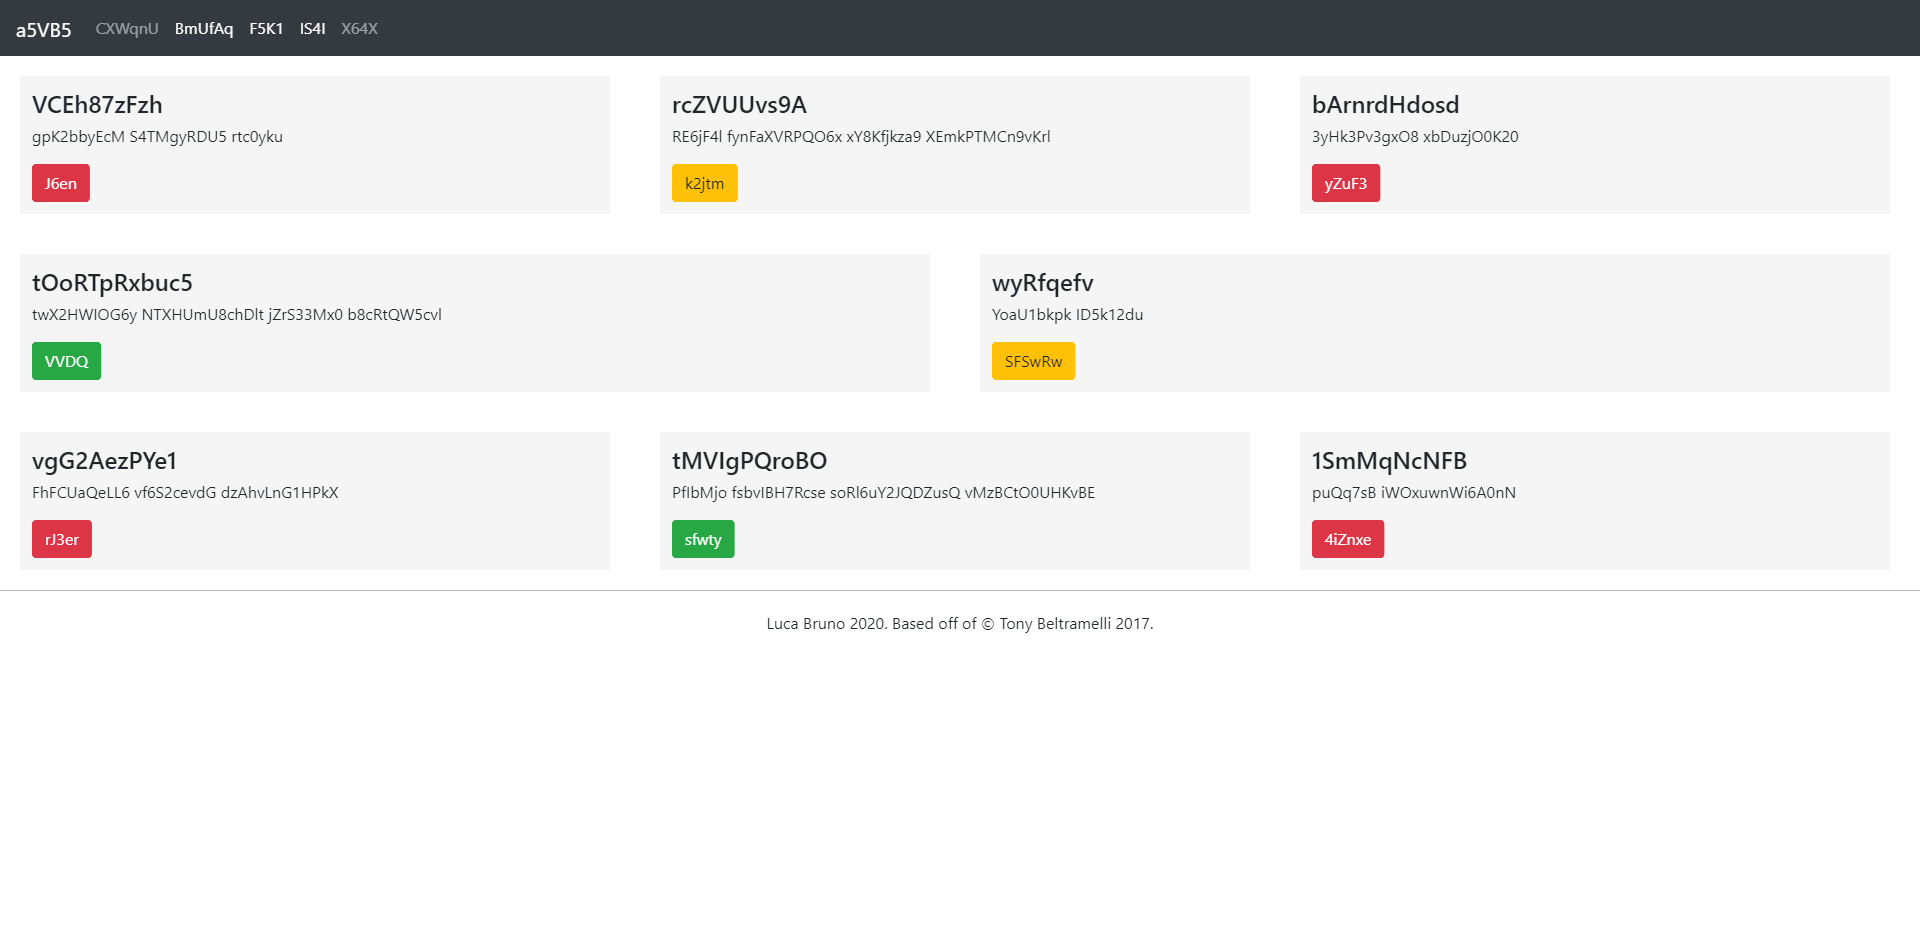 a5VB5 CXWqnU BmUfAq F5K1 IS4I X64X
VCEh87zFzh
gpK2bbyEcM S4TMgyRDU5 rtc0yku
J6en
rcZVUUvs9A
RE6jF4l fynFaXVRPQO6x xY8Kfjkza9 XEmkPTMCn9vKrl
k2jtm
bArnrdHdosd
3yHk3Pv3gxO8 xbDuzjO0K20
yZuF3
tOoRTpRxbuc5
twX2HWIOG6y NTXHUmU8chDlt jZrS33Mx0 b8cRtQW5cvl
VVDQ
wyRfqefv
YoaU1bkpk ID5k12du
SFSwRw
vgG2AezPYe1
FhFCUaQeLL6 vf6S2cevdG dzAhvLnG1HPkX
rJ3er
tMVIgPQroBO
PfIbMjo fsbvIBH7Rcse soRl6uY2JQDZusQ vMzBCtO0UHKvBE
sfwty
1SmMqNcNFB
puQq7sB iWOxuwnWi6A0nN
4iZnxe
Luca Bruno 2020. Based off of © Tony Beltramelli 2017.